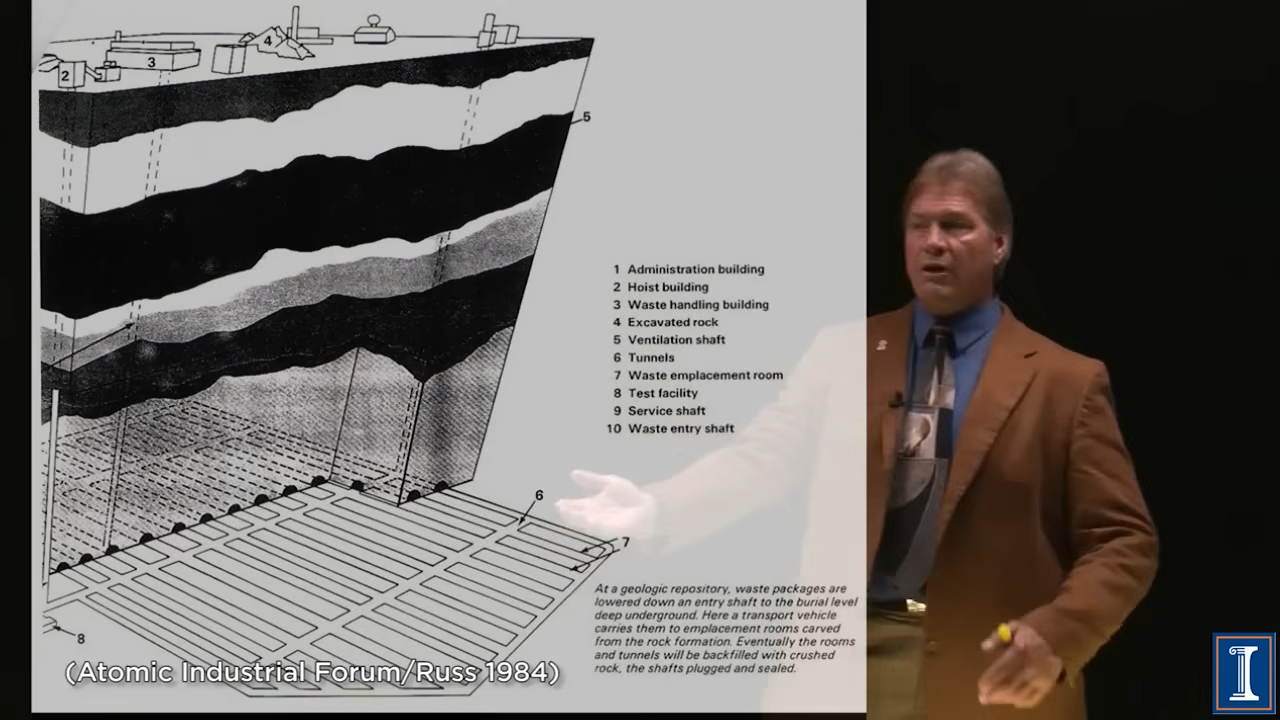 2
3
4
5
1 Administration building
2 Hoist building
3 Waste handling building
4 Excavated rock
5 Ventilation shaft
6 Tunnels
7 Waste emplacement room
8 Test facility
9 Service shaft
10 Waste entry shaft
6
7
At a geologic repository, waste packages are
lowered down an entry shaft to the burial level
deep underground. Here a transport vehicle
carries them to emplacement rooms carved
from the rock formation. Eventually the rooms
and tunnels will be backfilled with crushed
rock, the shafts plugged and sealed.
8
(Atomic Industrial Forum/Russ 1984)
I